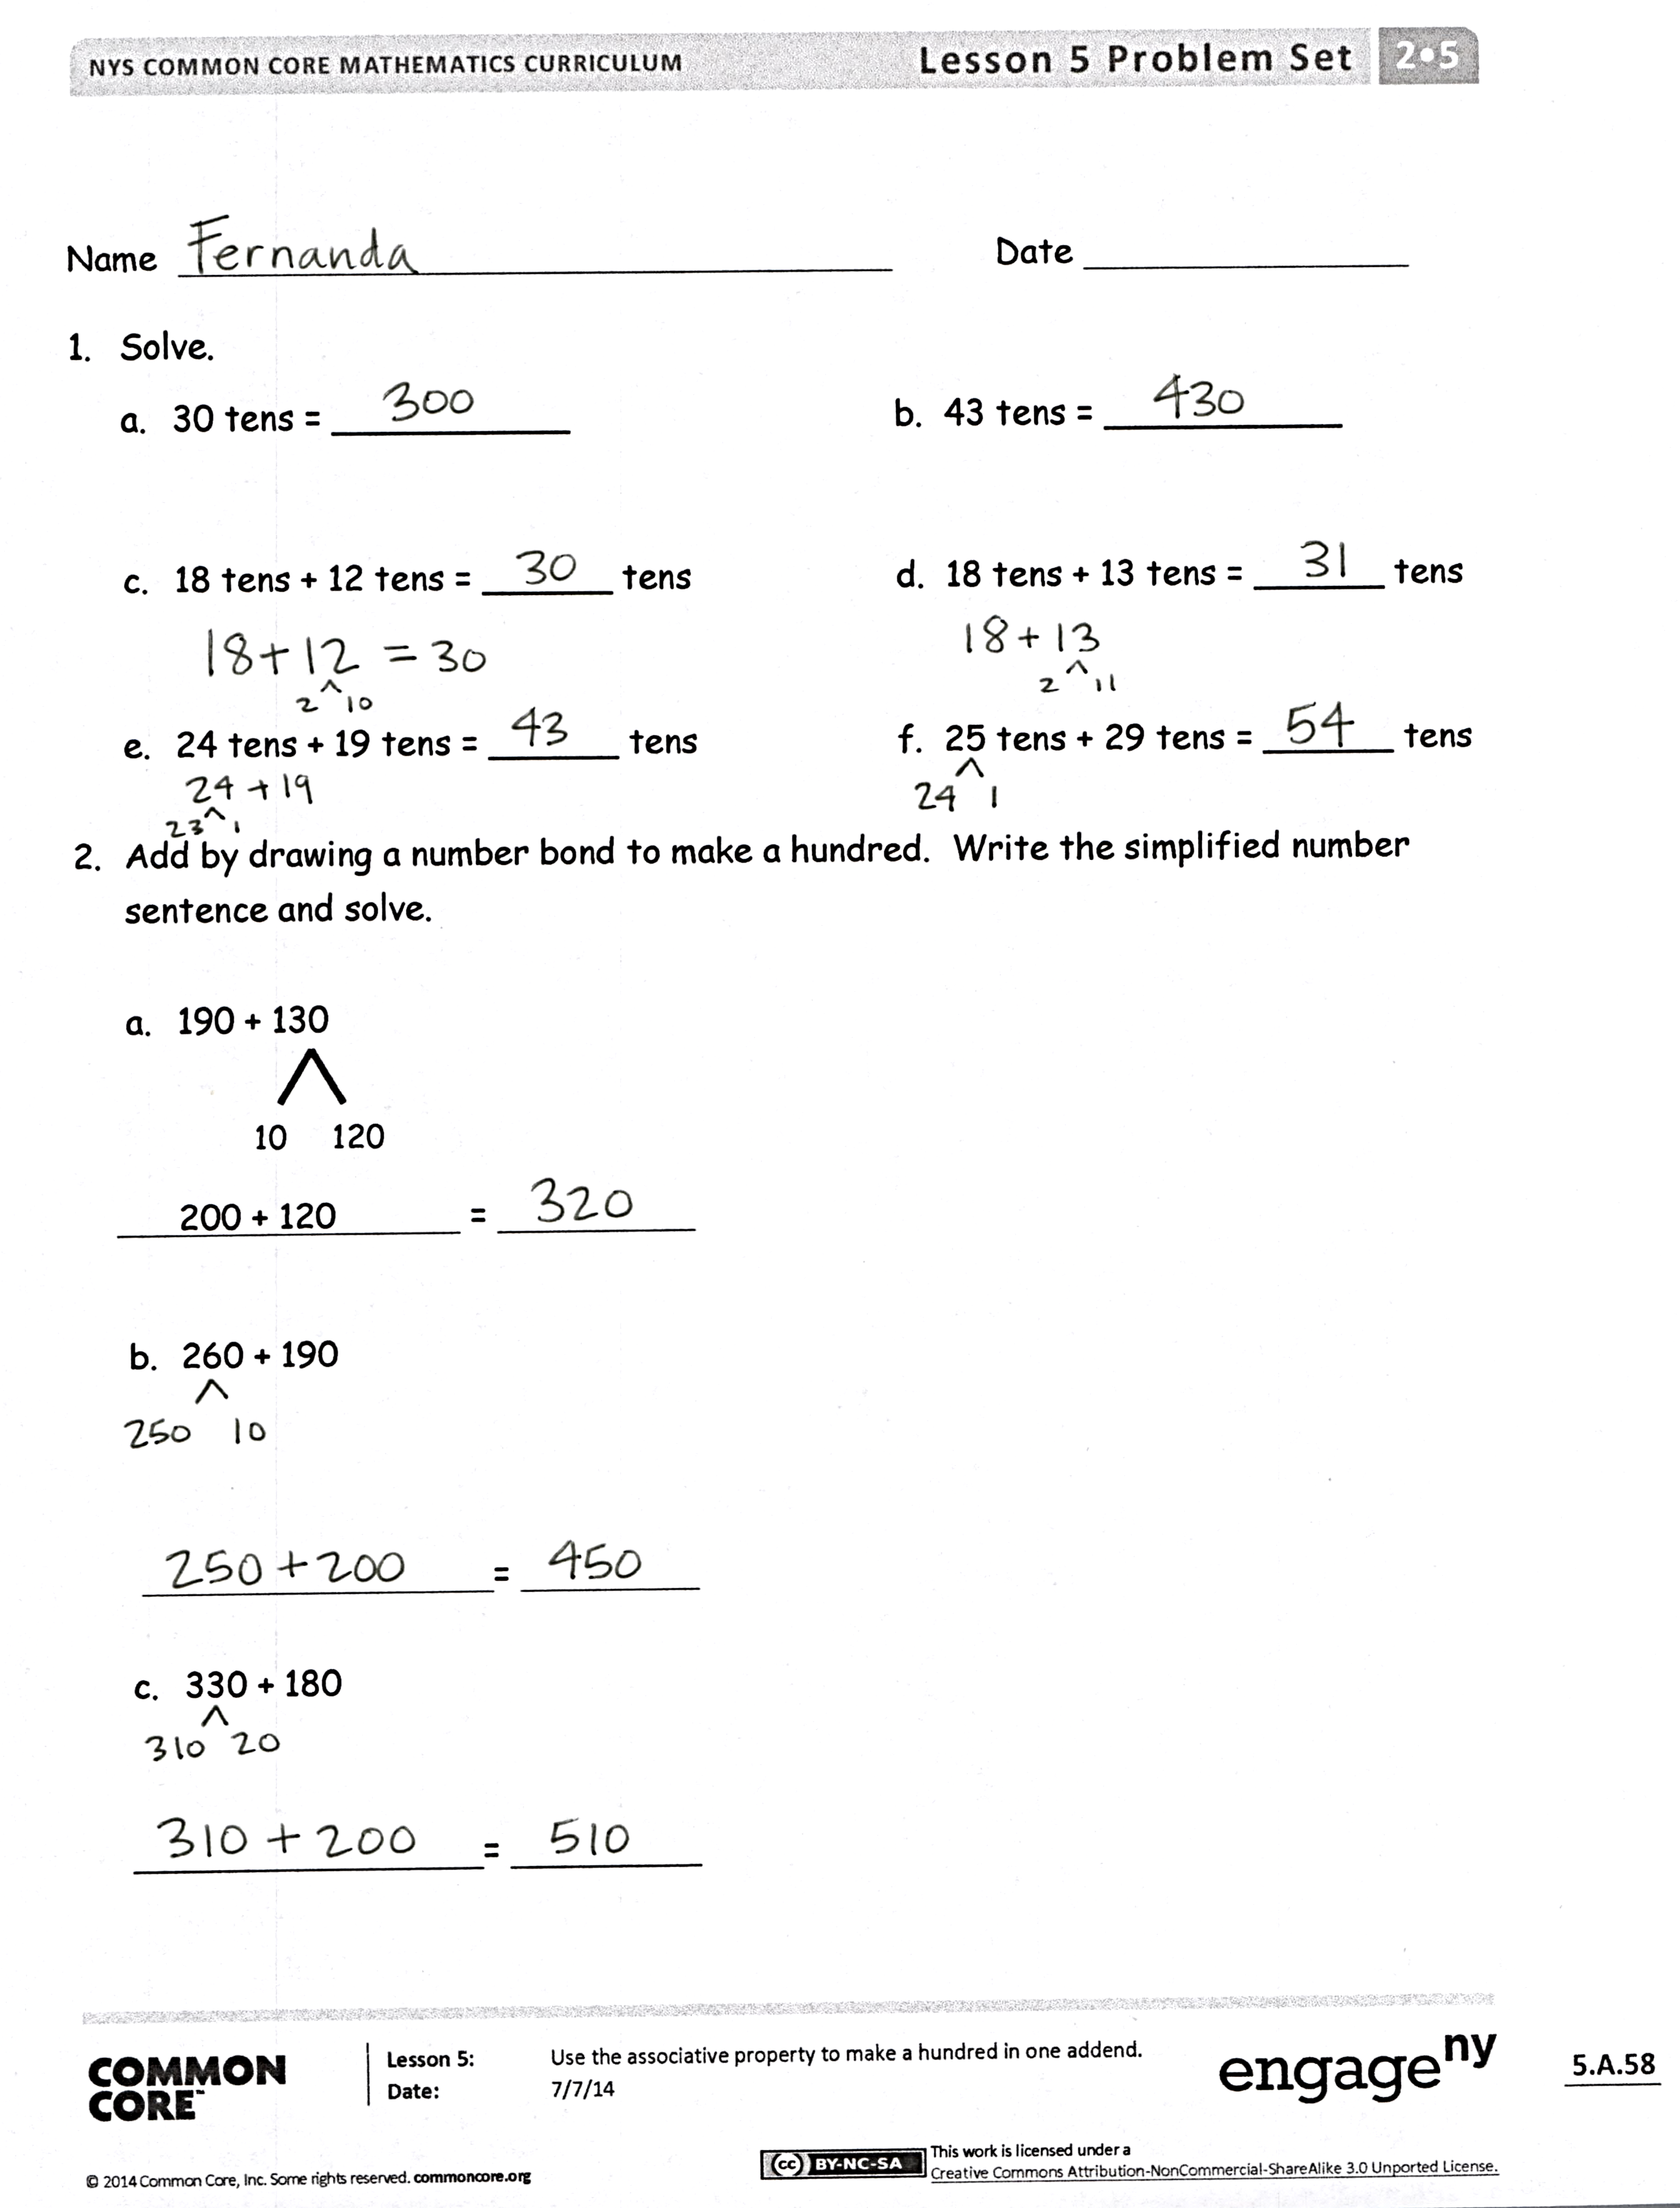 NYS COMMON CORE MATHEMATICS CURRICULUM Lesson 5 Problem Set 2•5
Name Fernanda Date
1. Solve.
a. 30 tens = 300 b. 43 tens = 430
c. 18 tens + 12 tens = 30 tens d. 18 tens + 13 tens = 31 tens
18+12 = 30 18+13
2 ^ 10 2 ^ 11
e. 24 tens + 19 tens = 43 tens f. 25 tens + 29 tens = 54 tens
24 + 19 ^
23 ^ 1 24 1
2. Add by drawing a number bond to make a hundred. Write the simplified number
sentence and solve.
a. 190 + 130
10 120
200 + 120 = 320
b. 260 + 190
250 10
250 + 200 = 450
c. 330 + 180
310 20
310 + 200 = 510
COMMON CORE™
Lesson 5: Use the associative property to make a hundred in one addend.
Date: 7/7/14
engageny 5.A.58
© 2014 Common Core, Inc. Some rights reserved. commoncore.org
(cc) BY-NC-SA This work is licensed under a
Creative Commons Attribution-NonCommercial-ShareAlike 3.0 Unported License.